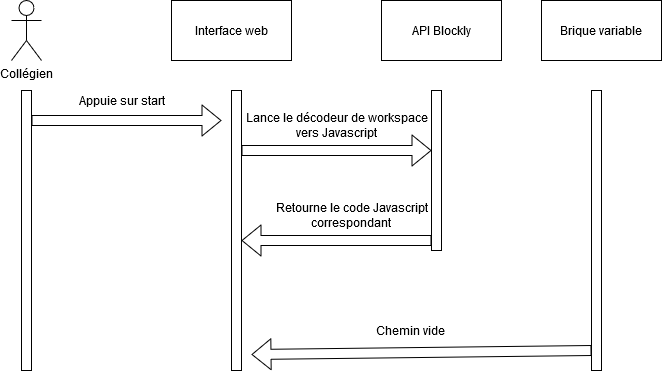 Interface web
API Blockly
Brique variable
Collégien
Appuie sur start
Lance le décodeur de workspace
vers Javascript
Retourne le code Javascript
correspondant
Chemin vide